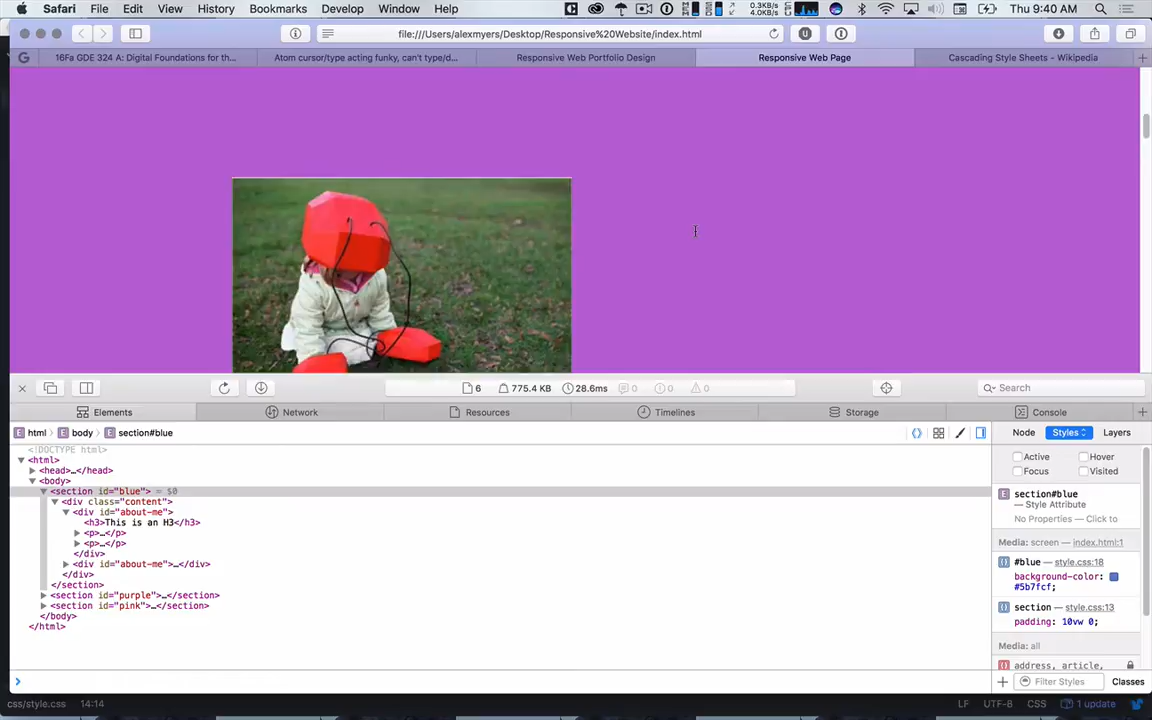 Safari File Edit View History Bookmarks Develop Window Help 0.3KB/s 4.0KB/s Thu 9:40 AM
file:///Users/alexmyers/Desktop/Responsive%20Website/index.html
16Fa GDE 324 A: Digital Foundations for th... Atom cursor/type acting funky, can't type/d... Responsive Web Portfolio Design Responsive Web Page Cascading Style Sheets - Wikipedia
6 775.4 KB 28.6ms 0 0 0 Search
Elements Network Resources Timelines Storage Console
html body section#blue Node Styles Layers
<!DOCTYPE html>
<html>
<head>…</head>
<body>
<section id="blue"> = $0
<div class="content">
<div id="about-me">
<h3>This is an H3</h3>
<p>…</p>
<p>…</p>
</div>
<div id="about-me">…</div>
</div>
</section>
<section id="purple">…</section>
<section id="pink">…</section>
</body>
</html>
Active Hover
Focus Visited
section#blue
— Style Attribute
No Properties — Click to
Media: screen — index.html:1
#blue — style.css:18
background-color:
#5b7fcf;
section — style.css:13
padding: 10vw 0;
Media: all
address, article,
Filter Styles Classes
css/style.css 14:14 LF UTF-8 CSS 1 update